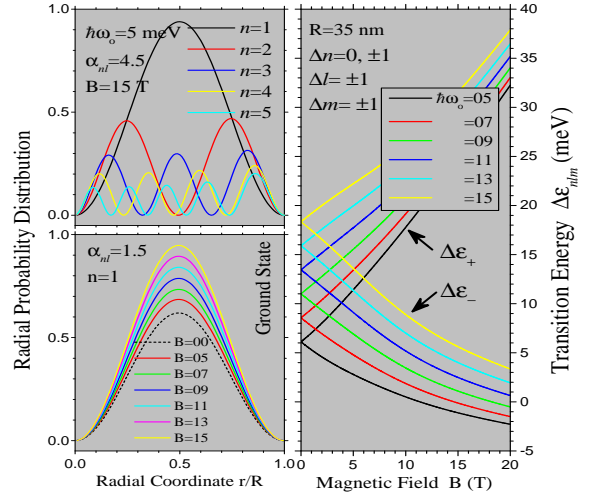 Radial Probability Distribution
1.0
0.5
0.0
ħω₀=5 meV
αnl=4.5
B=15 T
n=1
n=2
n=3
n=4
n=5
1.0
0.5
0.0
αnl=1.5
n=1
Ground State
B=00
B=05
B=07
B=09
B=11
B=13
B=15
0.0 0.5 1.0
Radial Coordinate r/R
R=35 nm
Δn=0, ±1
Δl= ±1
Δm= ±1
ħω₀=05
=07
=09
=11
=13
=15
Δε₊
Δε₋
40
35
30
25
20
15
10
5
0
-5
0 5 10 15 20
Magnetic Field B (T)
Transition Energy Δεnlm (meV)